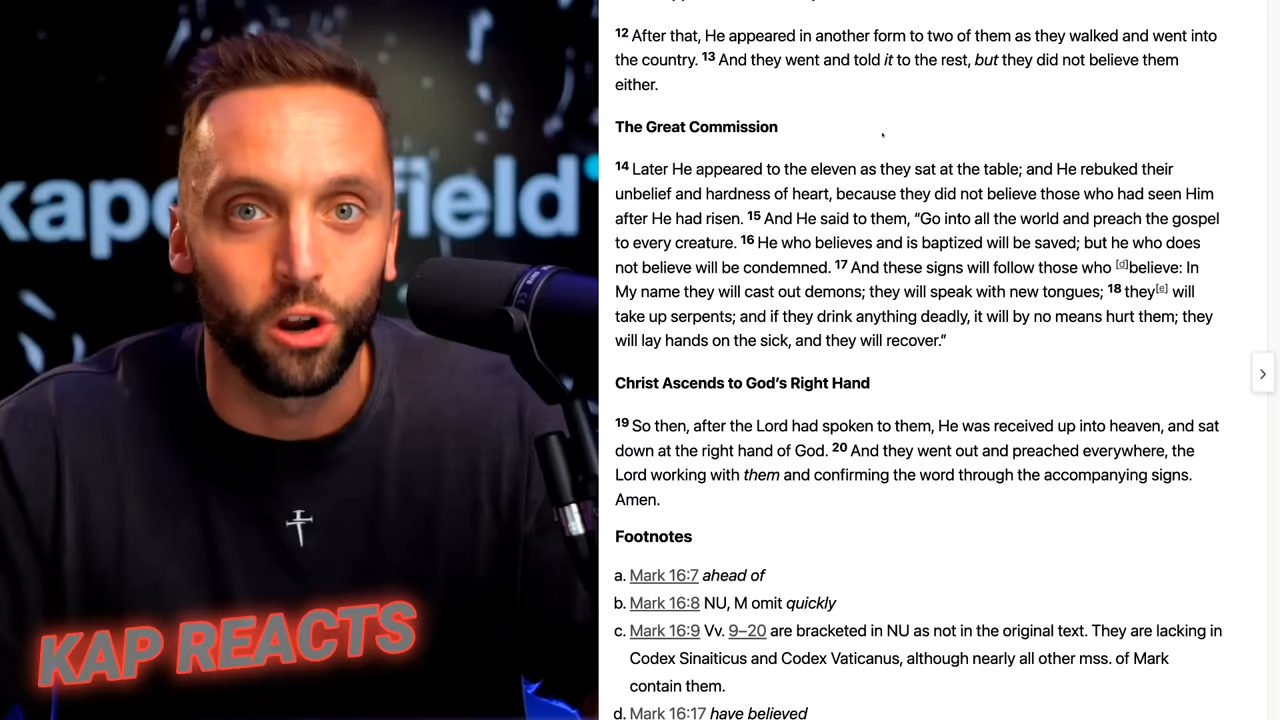 kapc field
KAP REACTS
12 After that, He appeared in another form to two of them as they walked and went into
the country. 13 And they went and told it to the rest, but they did not believe them
either.
The Great Commission
14 Later He appeared to the eleven as they sat at the table; and He rebuked their
unbelief and hardness of heart, because they did not believe those who had seen Him
after He had risen. 15 And He said to them, “Go into all the world and preach the gospel
to every creature. 16 He who believes and is baptized will be saved; but he who does
not believe will be condemned. 17 And these signs will follow those who [d]believe: In
My name they will cast out demons; they will speak with new tongues; 18 they[e] will
take up serpents; and if they drink anything deadly, it will by no means hurt them; they
will lay hands on the sick, and they will recover.”
Christ Ascends to God’s Right Hand
19 So then, after the Lord had spoken to them, He was received up into heaven, and sat
down at the right hand of God. 20 And they went out and preached everywhere, the
Lord working with them and confirming the word through the accompanying signs.
Amen.
Footnotes
a. Mark 16:7 ahead of
b. Mark 16:8 NU, M omit quickly
c. Mark 16:9 Vv. 9–20 are bracketed in NU as not in the original text. They are lacking in
Codex Sinaiticus and Codex Vaticanus, although nearly all other mss. of Mark
contain them.
d. Mark 16:17 have believed